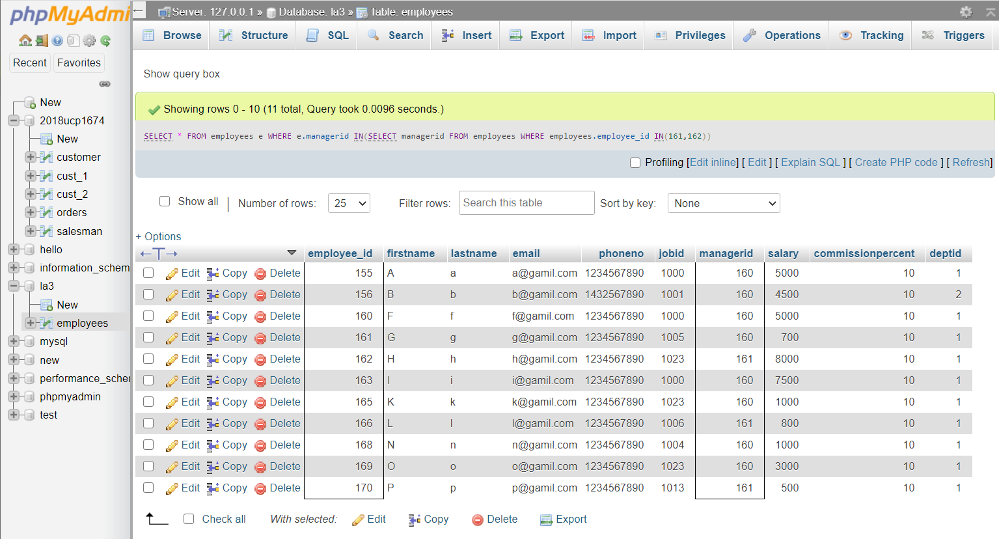 phpMyAdmi
Recent Favorites
New
2018ucp1674
New
customer
cust_1
cust_2
orders
salesman
hello
information_schem
la3
New
employees
mysql
new
performance_scher
phpmyadmin
test
Server: 127.0.0.1 » Database: la3 » Table: employees
Browse Structure SQL Search Insert Export Import Privileges Operations Tracking Triggers
Show query box
Showing rows 0 - 10 (11 total, Query took 0.0096 seconds.)
SELECT * FROM employees e WHERE e.managerid IN(SELECT managerid FROM employees WHERE employees.employee_id IN(161,162))
Profiling [Edit inline] [ Edit ] [ Explain SQL ] [ Create PHP code ] [ Refresh]
Show all | Number of rows: 25 Filter rows: Search this table Sort by key: None
+ Options
←T→ employee_id firstname lastname email phoneno jobid managerid salary commissionpercent deptid
Edit Copy Delete 155 A a a@gamil.com 1234567890 1000 160 5000 10 1
Edit Copy Delete 156 B b b@gamil.com 1432567890 1001 160 4500 10 2
Edit Copy Delete 160 F f f@gamil.com 1234567890 1000 160 5000 10 1
Edit Copy Delete 161 G g g@gamil.com 1234567890 1005 160 700 10 1
Edit Copy Delete 162 H h h@gamil.com 1234567890 1023 161 8000 10 1
Edit Copy Delete 163 I i i@gamil.com 1234567890 1000 160 7500 10 1
Edit Copy Delete 165 K k k@gamil.com 1234567890 1023 160 1000 10 1
Edit Copy Delete 166 L l l@gamil.com 1234567890 1006 161 800 10 1
Edit Copy Delete 168 N n n@gamil.com 1234567890 1004 160 1000 10 1
Edit Copy Delete 169 O o o@gamil.com 1234567890 1023 160 3000 10 1
Edit Copy Delete 170 P p p@gamil.com 1234567890 1013 161 500 10 1
Check all With selected: Edit Copy Delete Export